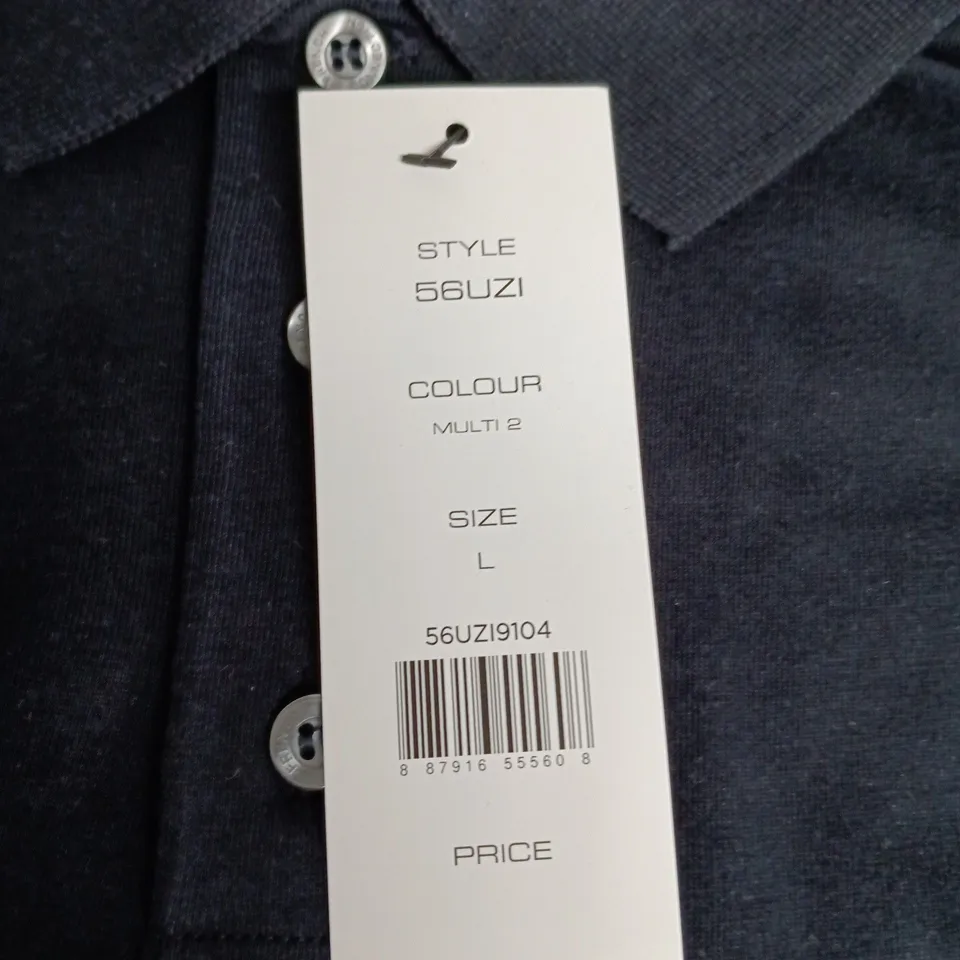 STYLE
56UZI
COLOUR
MULTI 2
SIZE
L
56UZI9104
8 87916 55560 8
PRICE